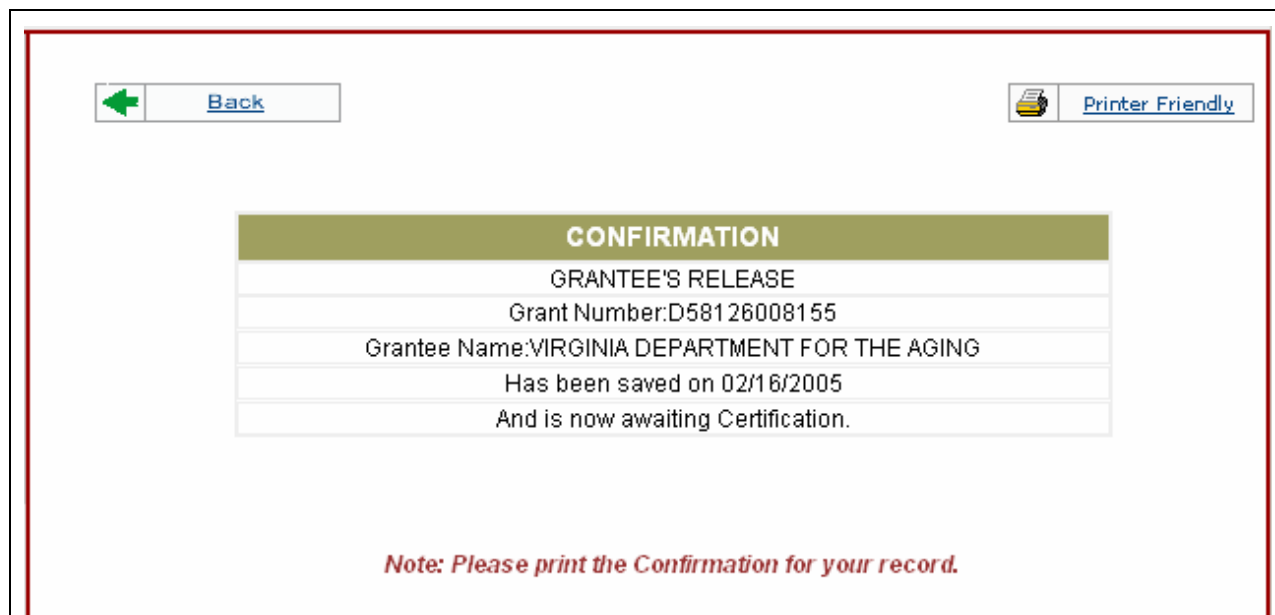 Back
Printer Friendly
CONFIRMATION
GRANTEE'S RELEASE
Grant Number:D58126008155
Grantee Name:VIRGINIA DEPARTMENT FOR THE AGING
Has been saved on 02/16/2005
And is now awaiting Certification.
Note: Please print the Confirmation for your record.